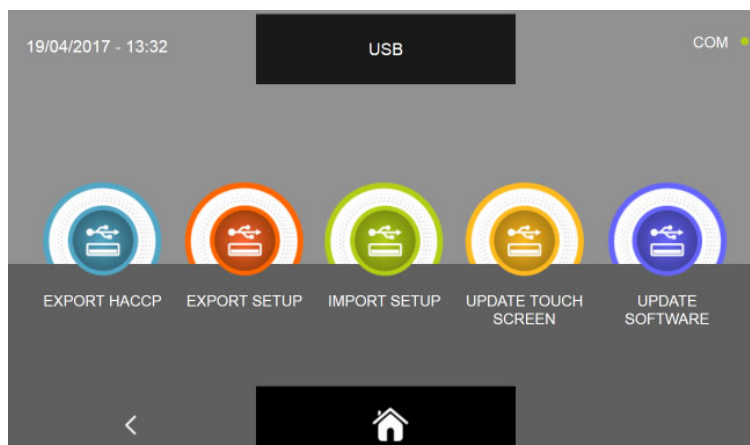 19/04/2017 - 13:32
USB
COM
EXPORT HACCP
EXPORT SETUP
IMPORT SETUP
UPDATE TOUCH
SCREEN
UPDATE
SOFTWARE